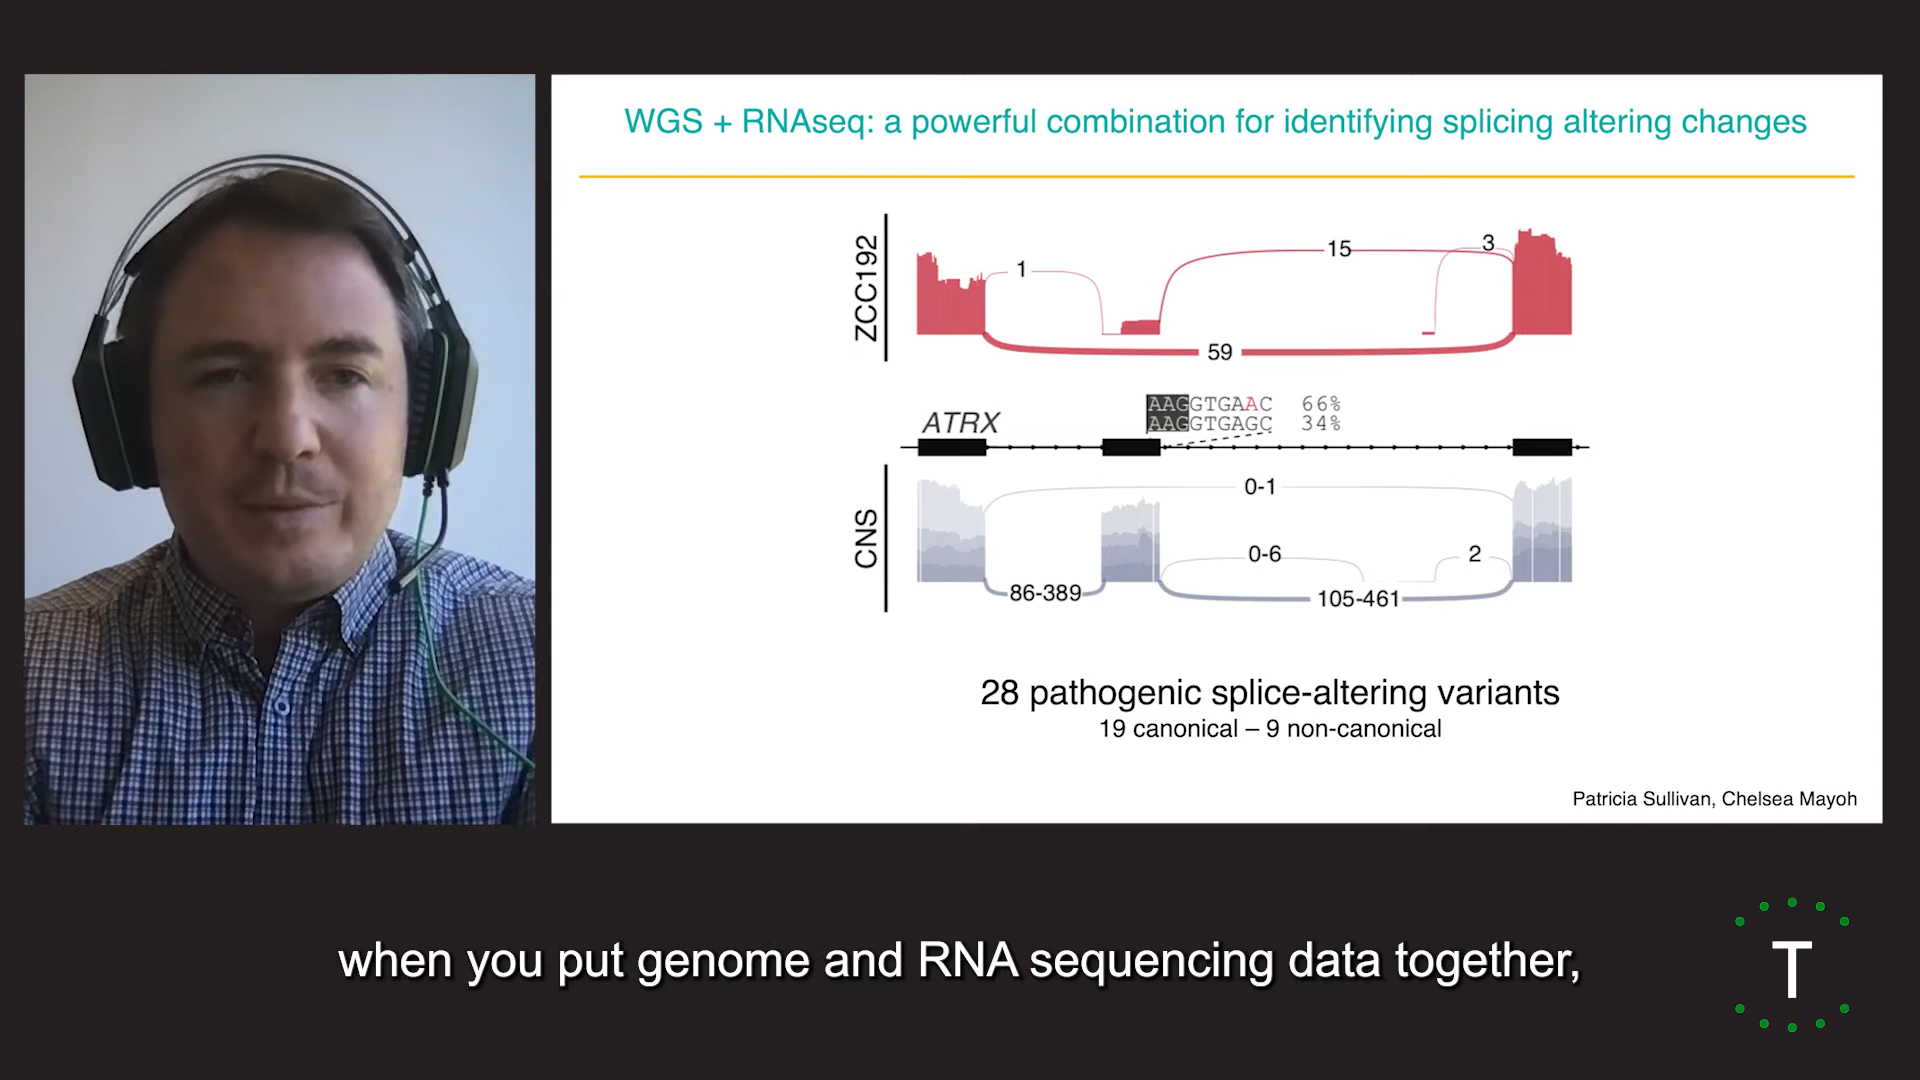 WGS + RNAseq: a powerful combination for identifying splicing altering changes
ZCC192
1
15
3
59
AAGGTGAAC 66%
AAGGTGAGC 34%
ATRX
CNS
0-1
0-6
2
86-389
105-461
28 pathogenic splice-altering variants
19 canonical – 9 non-canonical
Patricia Sullivan, Chelsea Mayoh
when you put genome and RNA sequencing data together,
T